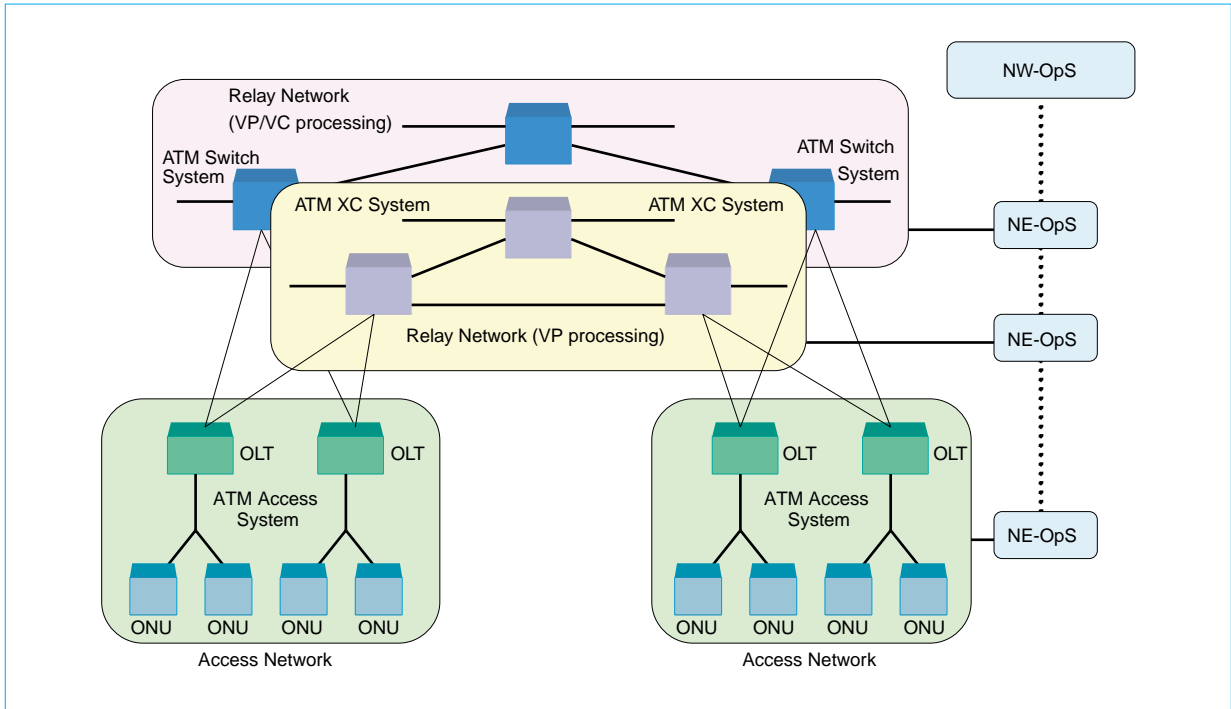 NW-OpS
Relay Network
(VP/VC processing)
ATM Switch
System
ATM Switch
System
ATM XC System
ATM XC System
NE-OpS
Relay Network (VP processing)
NE-OpS
OLT
OLT
OLT
OLT
ATM Access
System
ATM Access
System
NE-OpS
ONU
ONU
ONU
ONU
ONU
ONU
ONU
ONU
Access Network
Access Network